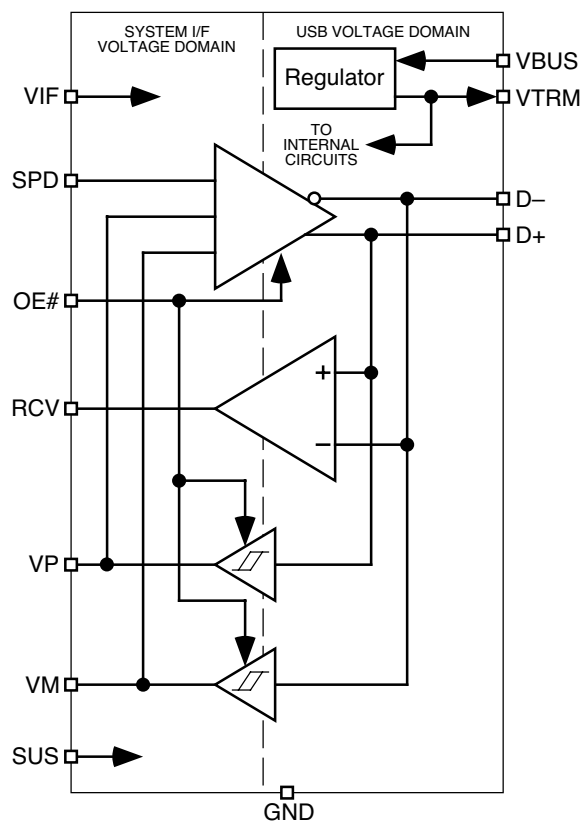 SYSTEM I/F
VOLTAGE DOMAIN
USB VOLTAGE DOMAIN
Regulator
VBUS
VIF
VTRM
TO
INTERNAL
CIRCUITS
SPD
D–
D+
OE#
+
RCV
–
VP
VM
SUS
GND